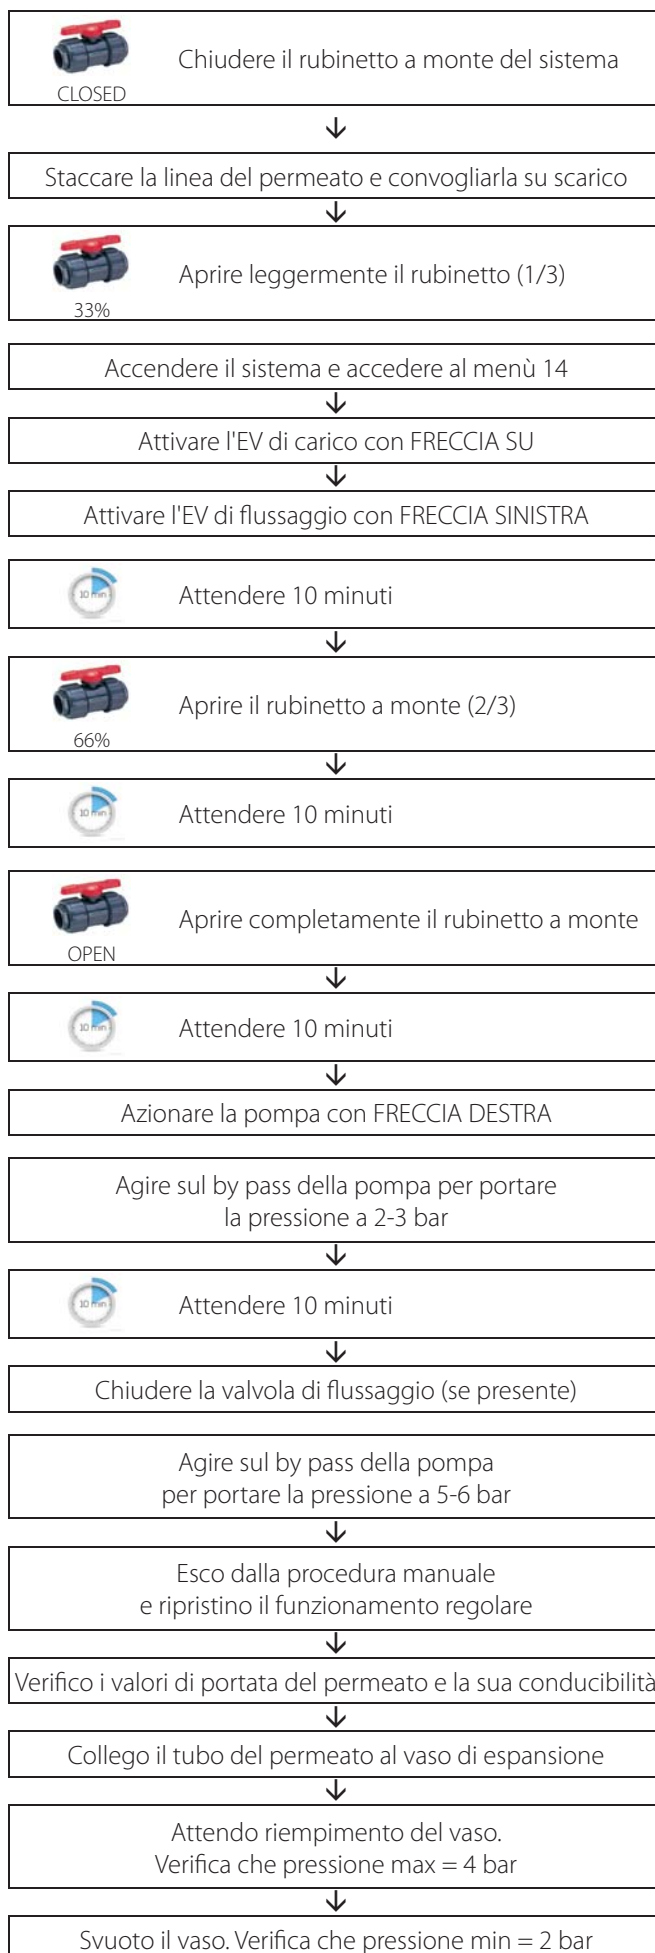 Chiudere il rubinetto a monte del sistema
CLOSED
Staccare la linea del permeato e convogliarla su scarico
Aprire leggermente il rubinetto (1/3)
33%
Accendere il sistema e accedere al menù 14
Attivare l'EV di carico con FRECCIA SU
Attivare l'EV di flussaggio con FRECCIA SINISTRA
10 min
Attendere 10 minuti
Aprire il rubinetto a monte (2/3)
66%
10 min
Attendere 10 minuti
Aprire completamente il rubinetto a monte
OPEN
10 min
Attendere 10 minuti
Azionare la pompa con FRECCIA DESTRA
Agire sul by pass della pompa per portare
la pressione a 2-3 bar
10 min
Attendere 10 minuti
Chiudere la valvola di flussaggio (se presente)
Agire sul by pass della pompa
per portare la pressione a 5-6 bar
Esco dalla procedura manuale
e ripristino il funzionamento regolare
Verifico i valori di portata del permeato e la sua conducibilità
Collego il tubo del permeato al vaso di espansione
Attendo riempimento del vaso.
Verifica che pressione max = 4 bar
Svuoto il vaso. Verifica che pressione min = 2 bar